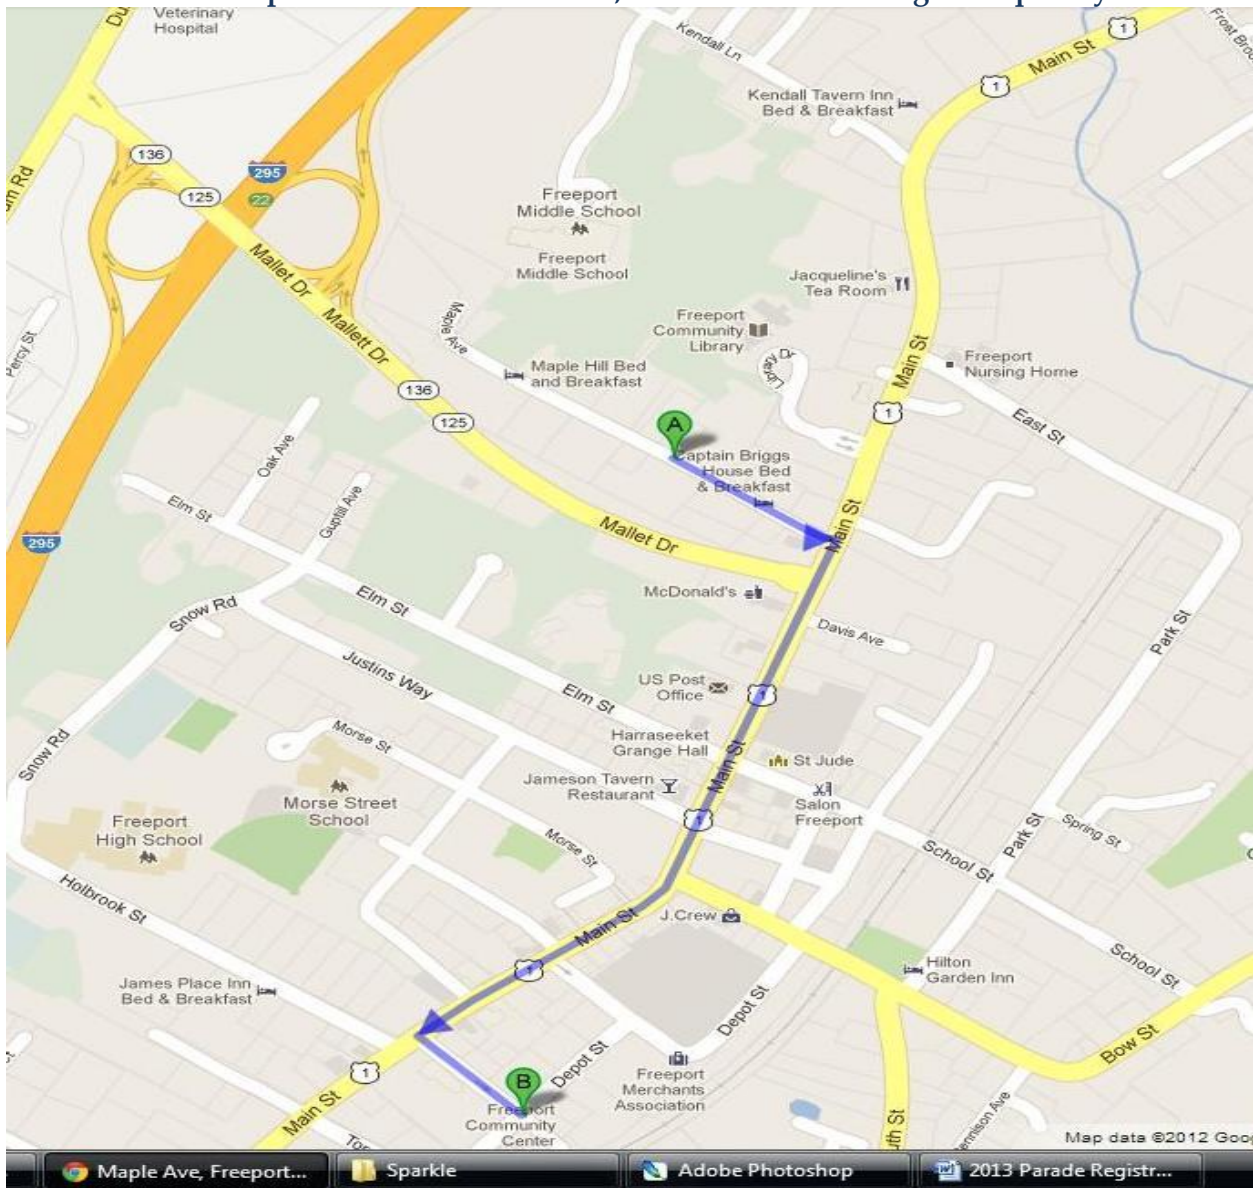 Veterinary
Hospital
Kendall Ln
1
Main St
1
Kendall Tavern Inn
Bed & Breakfast
136
295
125
22
Freeport
Middle School
Freeport
Middle School
Mallet Dr
Mallett Dr
Jacqueline's
Tea Room
Maple Ave
Freeport
Community
Library
Library Dr
Main St
Percy St
Maple Hill Bed
and Breakfast
Freeport
Nursing Home
136
125
1
East St
A
Captain Briggs
House Bed
& Breakfast
Oak Ave
Guptill Ave
Elm St
295
Mallet Dr
Main St
McDonald's
Snow Rd
Elm St
Davis Ave
Park St
Justins Way
US Post
Office
1
Elm St
Morse St
Harraseeket
Grange Hall
Main St
St Jude
Snow Rd
Jameson Tavern
Restaurant
Salon
Freeport
Morse Street
School
1
Freeport
High School
Morse St
Park St
Spring St
School St
Holbrook St
J.Crew
Main St
1
James Place Inn
Bed & Breakfast
Hilton
Garden Inn
School St
Depot St
Bow St
1
Depot St
B
Freeport
Merchants
Association
Main St
Freeport
Community
Center
Map data ©2012
Maple Ave, Freeport...
Sparkle
Adobe Photoshop
2013 Parade Registr...